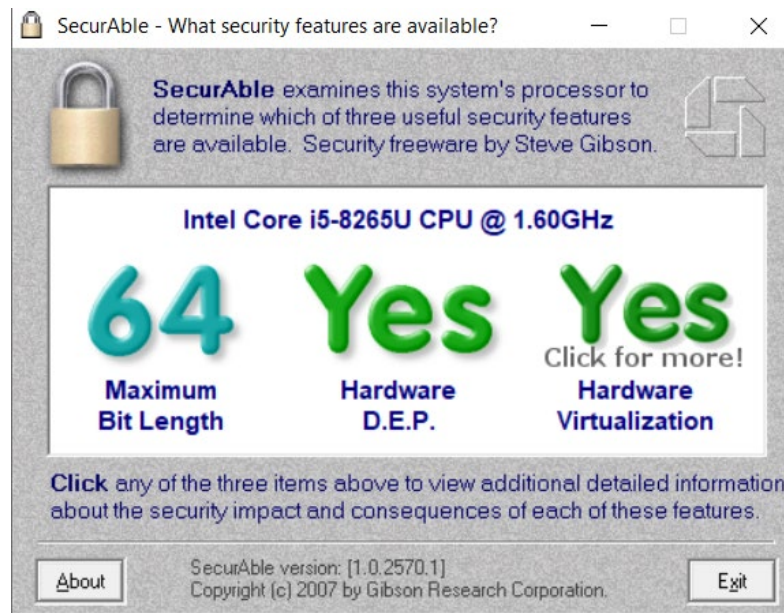 SecurAble - What security features are available?
SecurAble examines this system's processor to
determine which of three useful security features
are available. Security freeware by Steve Gibson.
Intel Core i5-8265U CPU @ 1.60GHz
64 Yes Yes
Click for more!
Maximum Hardware Hardware
Bit Length D.E.P. Virtualization
Click any of the three items above to view additional detailed information
about the security impact and consequences of each of these features.
About
SecurAble version: [1.0.2570.1]
Copyright (c) 2007 by Gibson Research Corporation.
Exit